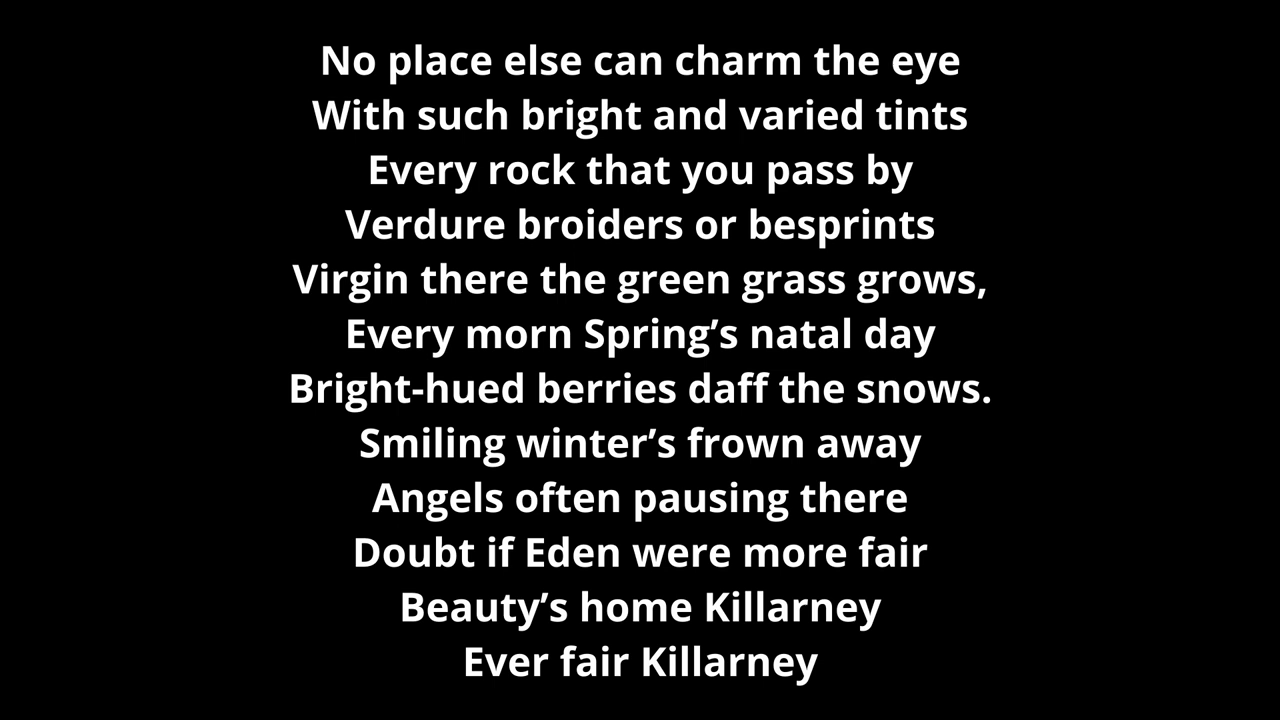 No place else can charm the eye
With such bright and varied tints
Every rock that you pass by
Verdure broiders or besprints
Virgin there the green grass grows,
Every morn Spring’s natal day
Bright-hued berries daff the snows.
Smiling winter’s frown away
Angels often pausing there
Doubt if Eden were more fair
Beauty’s home Killarney
Ever fair Killarney